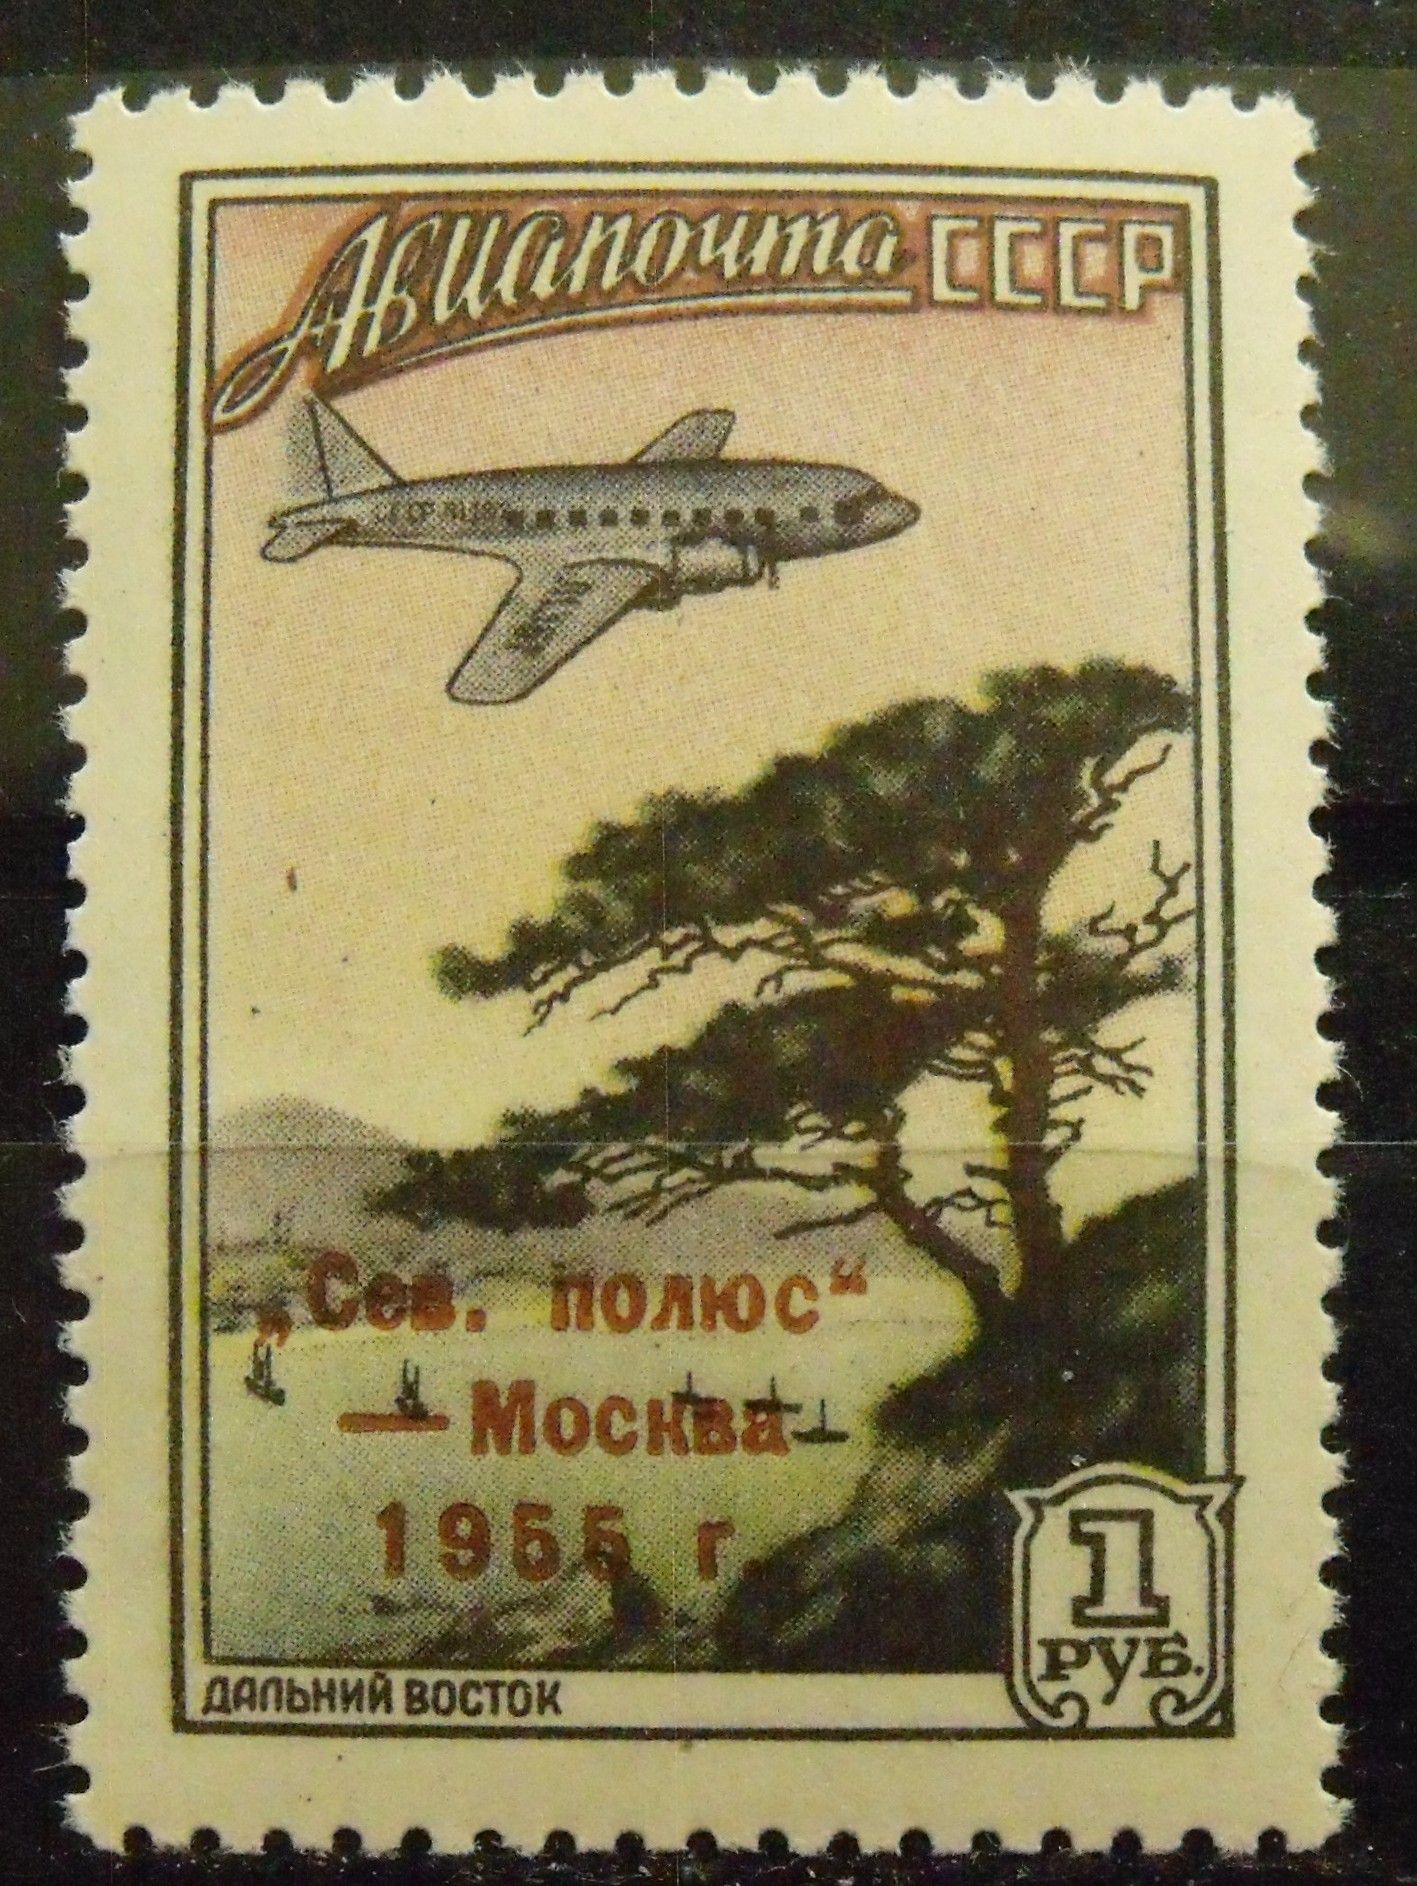 Авиапочта СССР
„Сев. полюс“
— Москва
1955 г.
1
РУБ.
ДАЛЬНИЙ ВОСТОК